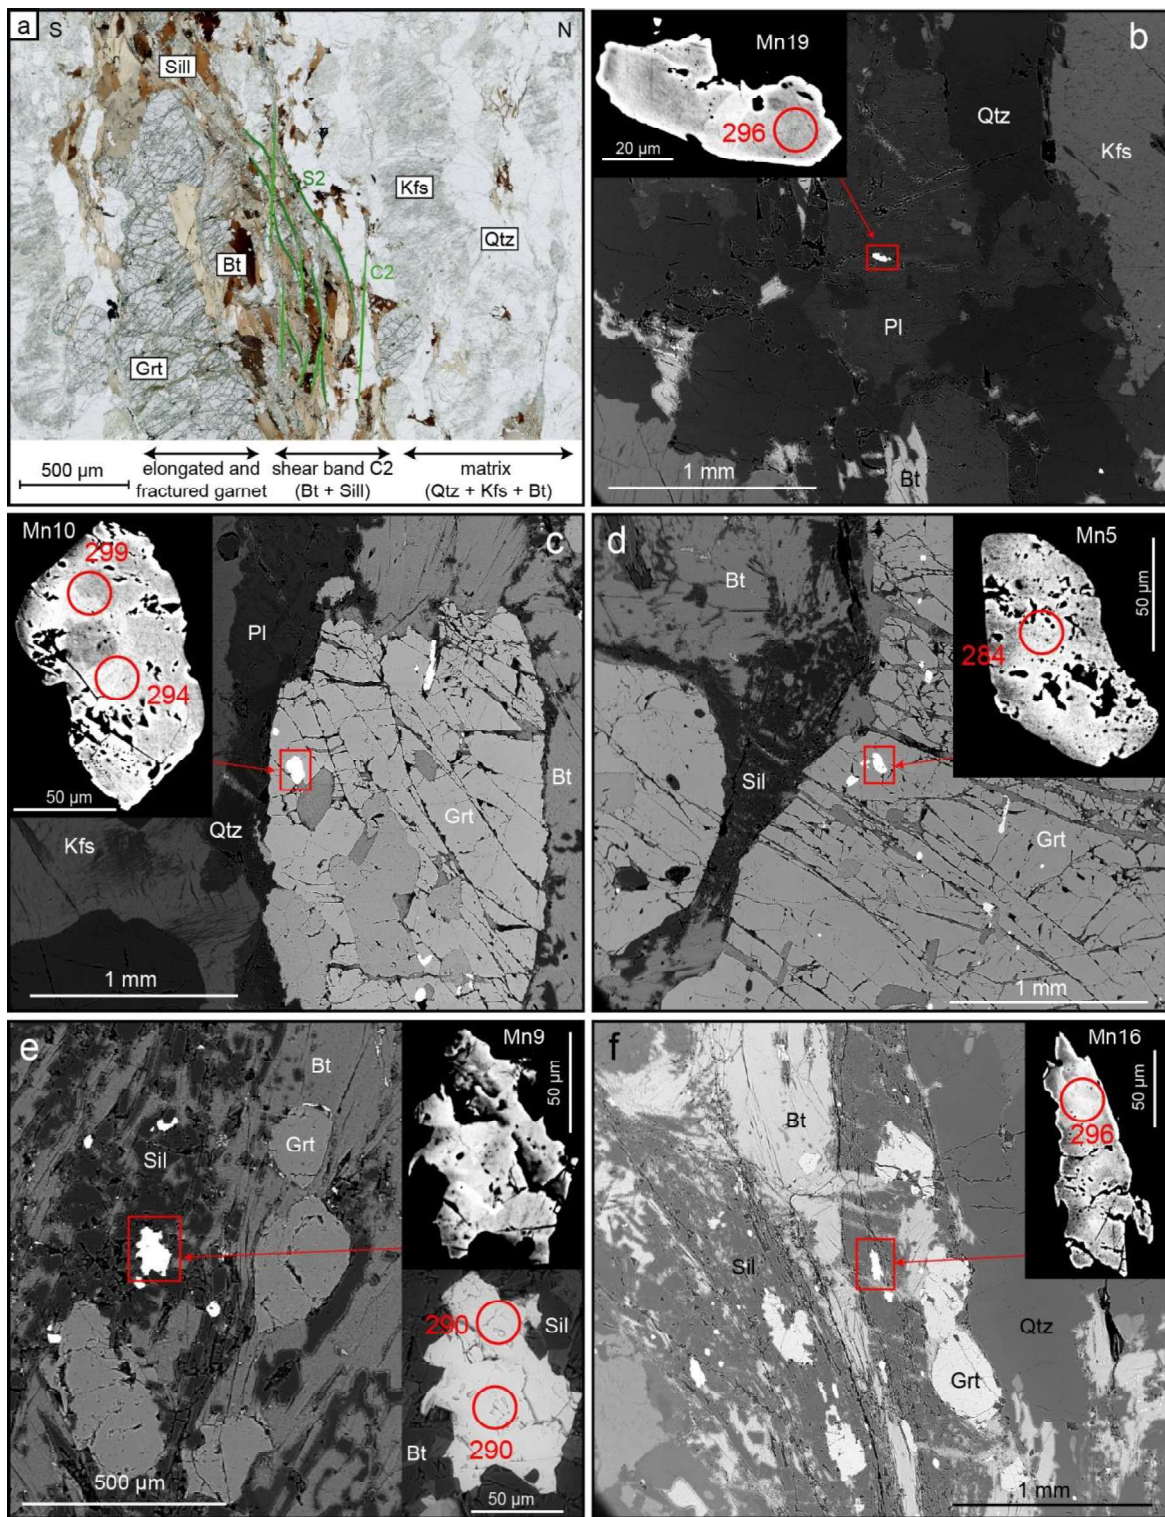 a
S
N
Sill
S2
Kfs
Qtz
Bt
C2
Grt
500 µm
elongated and
fractured garnet
shear band C2
(Bt + Sill)
matrix
(Qtz + Kfs + Bt)
b
Mn19
296
20 µm
Qtz
Kfs
Pl
1 mm
Bt
c
Mn10
299
294
50 µm
Pl
Bt
Grt
Qtz
Kfs
1 mm
d
Mn5
50 µm
284
Bt
Sil
Grt
1 mm
e
Mn9
50 µm
Bt
Grt
Sil
290
Sil
290
Bt
500 µm
50 µm
f
Mn16
50 µm
296
Bt
Sil
Qtz
Grt
1 mm